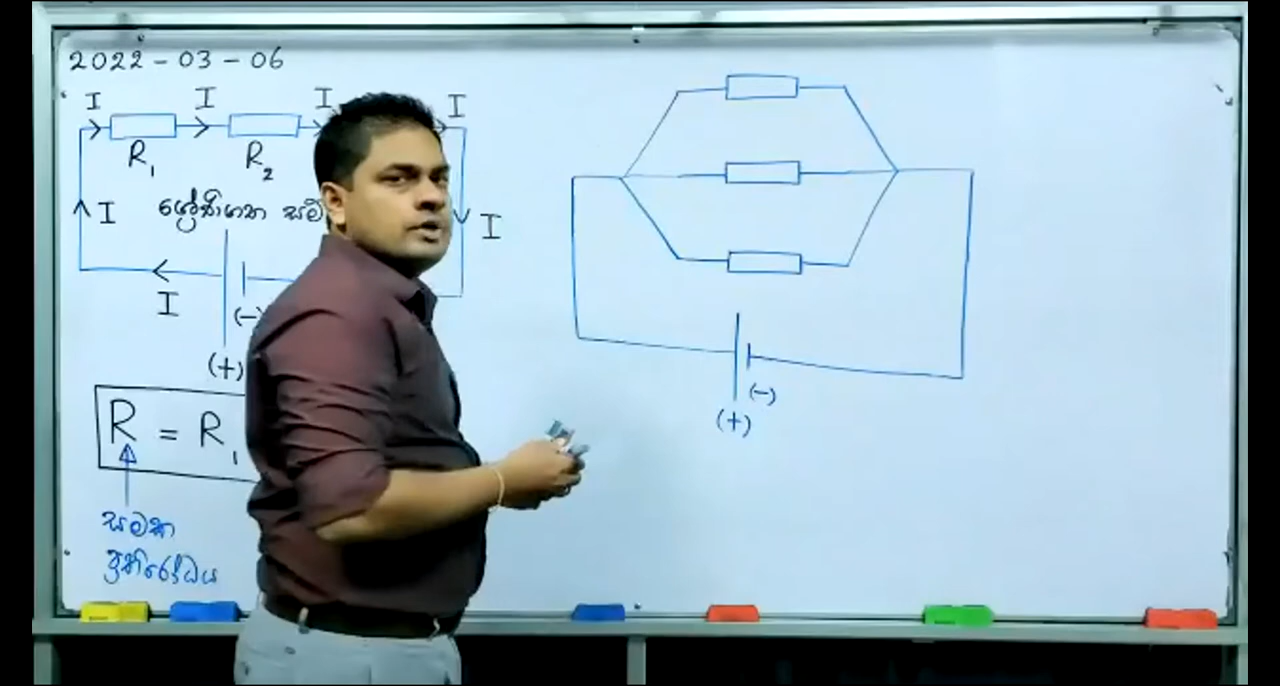 2022 - 03 - 06
I I I I
R₁ R₂
I ශ්‍රේණිගත I
I (-)
(+)
R = R₁
සමක
ප්‍රතිරෝධය
(-)
(+)